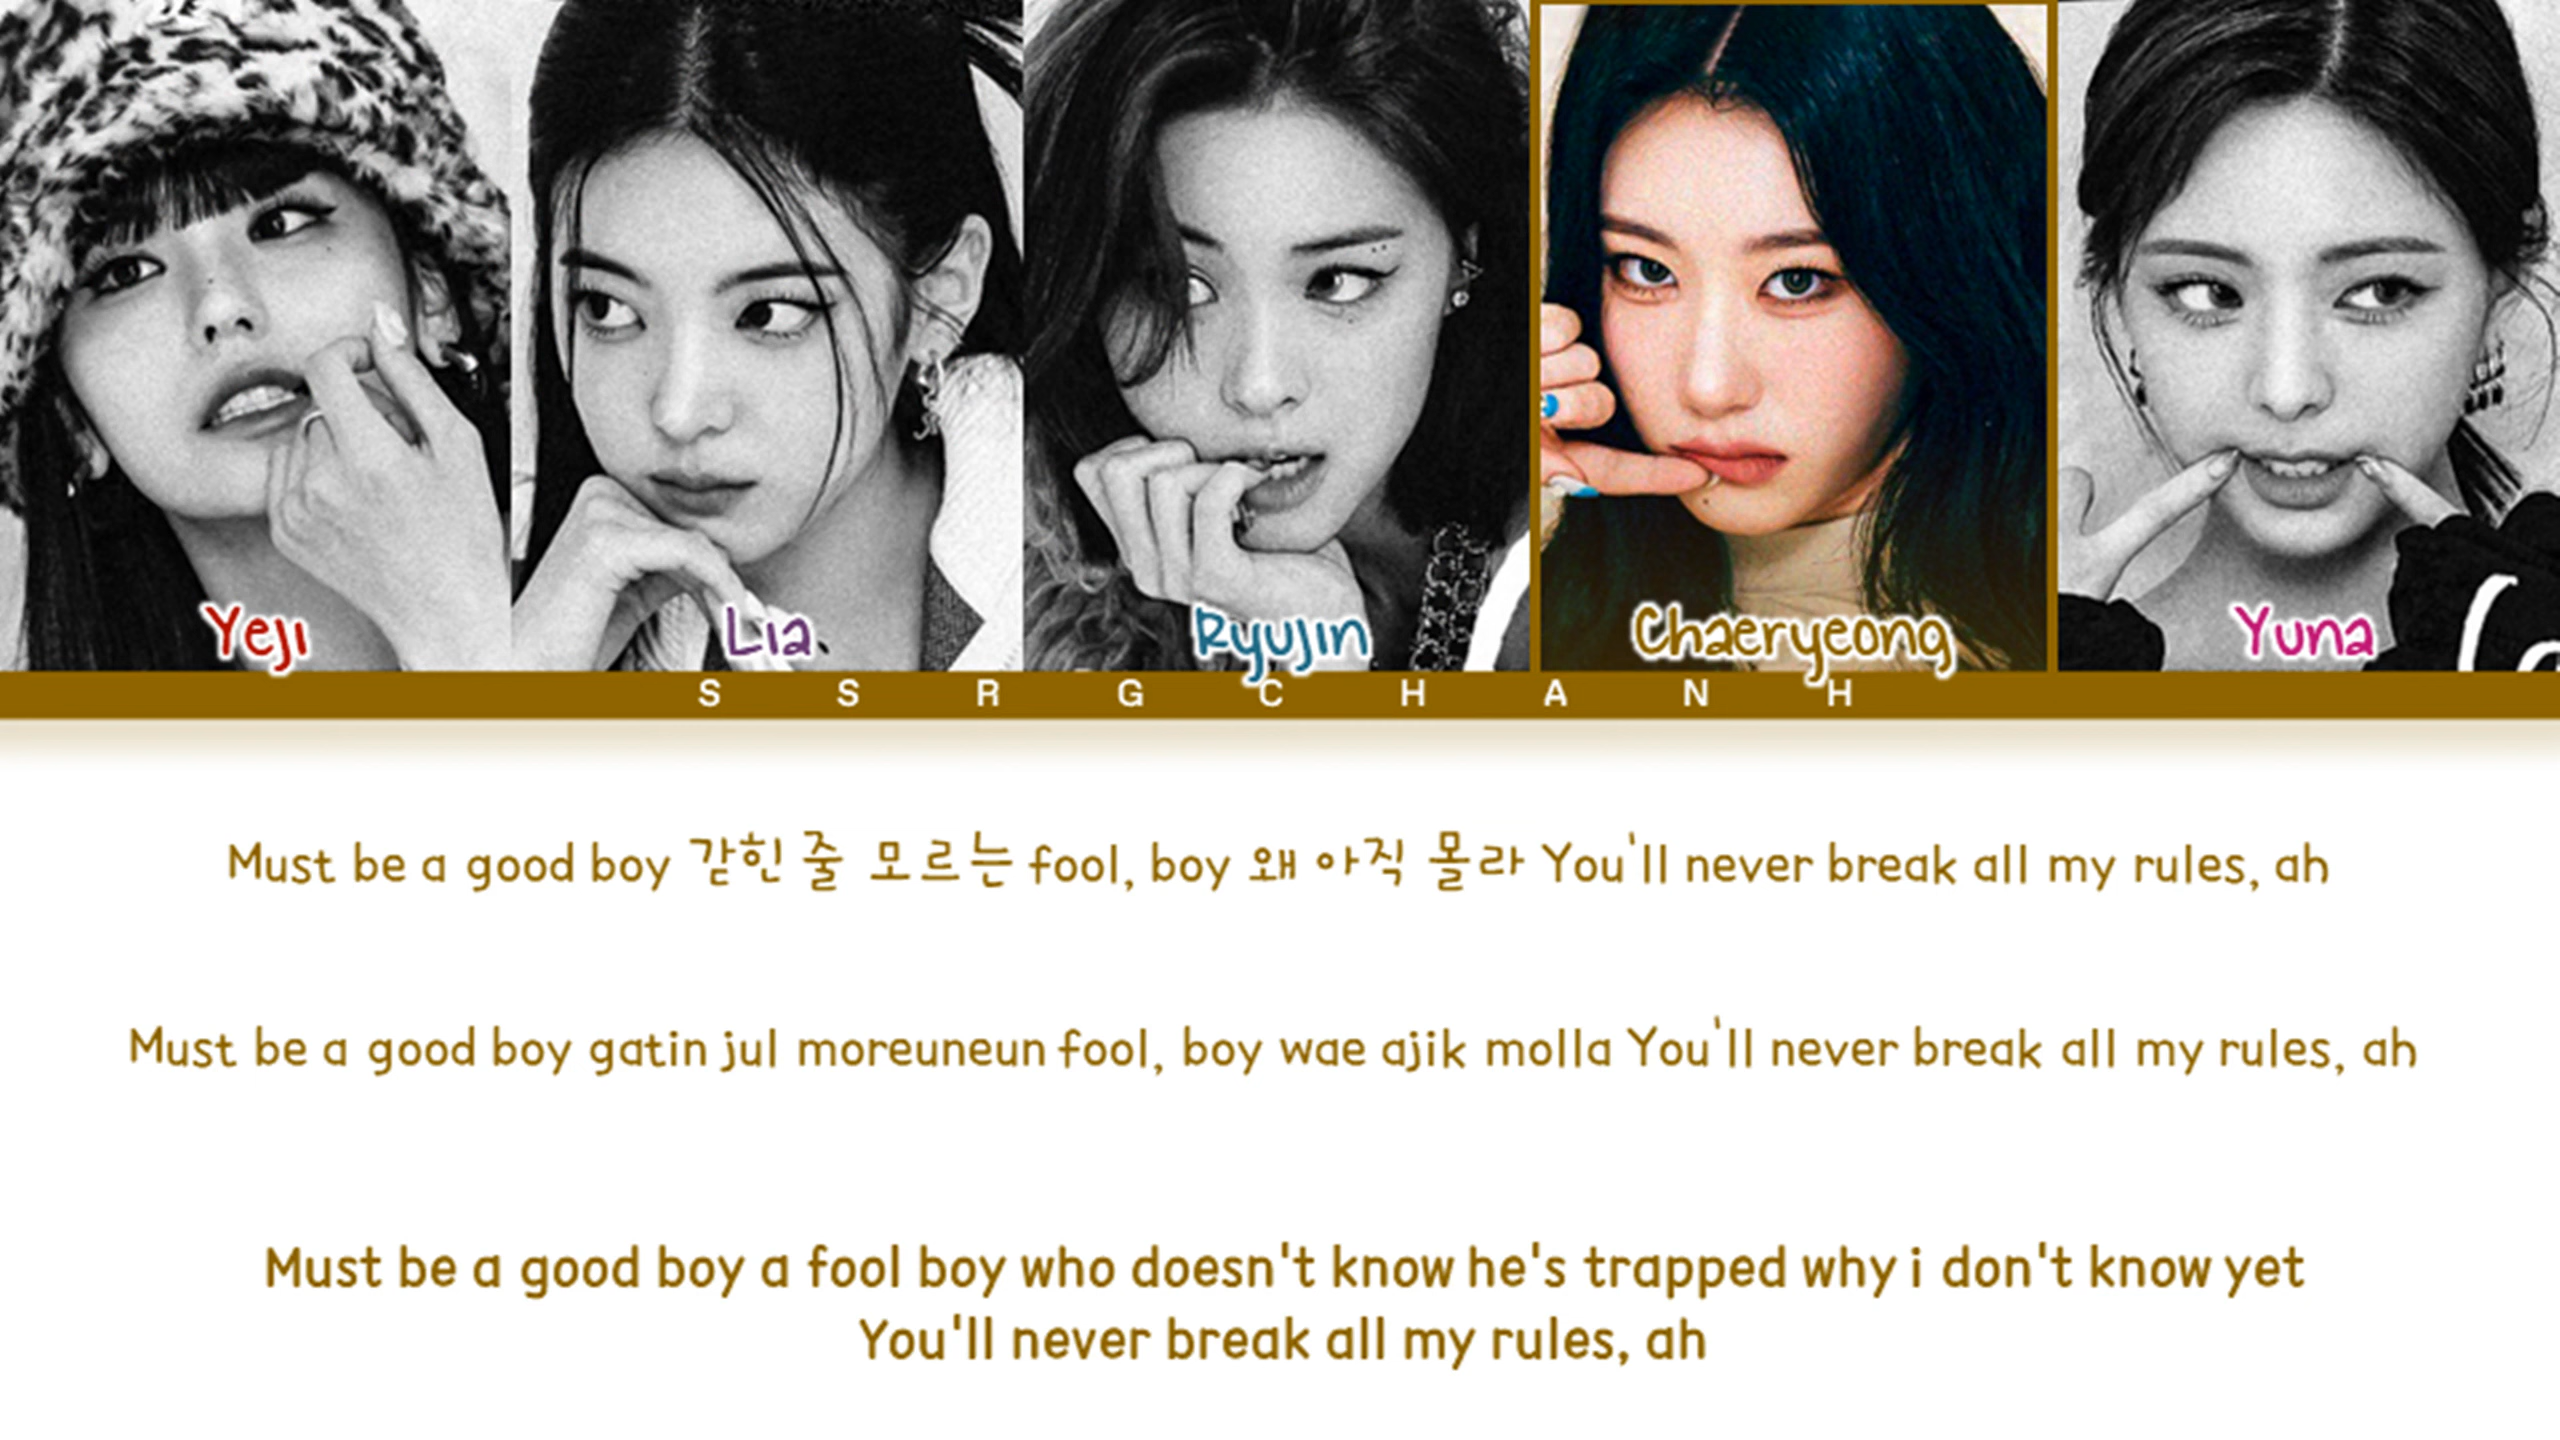 Yeji
Lia
Ryujin
Chaeryeong
Yuna
S S R G C H A N H
Must be a good boy 갇힌 줄 모르는 fool, boy 왜 아직 몰라 You'll never break all my rules, ah
Must be a good boy gatin jul moreuneun fool, boy wae ajik molla You'll never break all my rules, ah
Must be a good boy a fool boy who doesn't know he's trapped why i don't know yet
You'll never break all my rules, ah